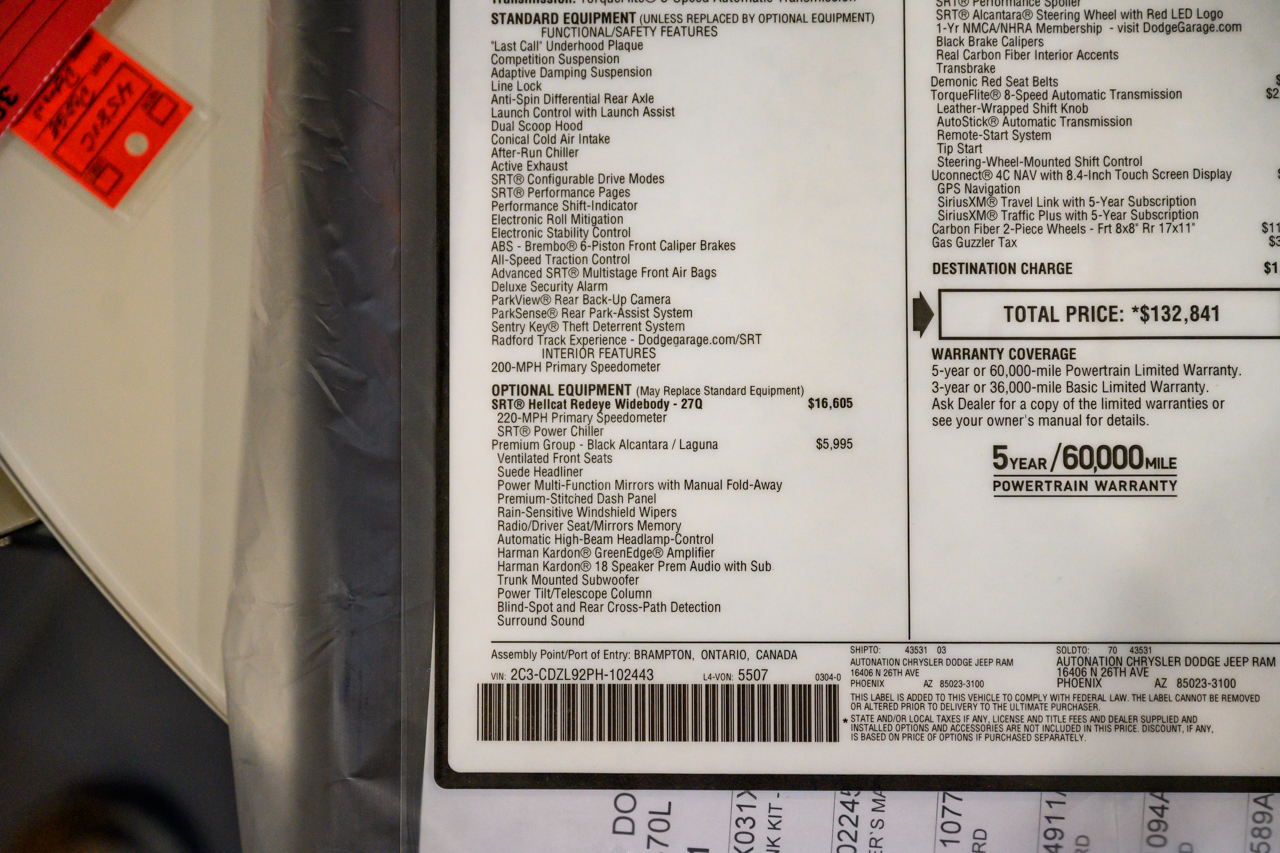 STANDARD EQUIPMENT (UNLESS REPLACED BY OPTIONAL EQUIPMENT)
FUNCTIONAL/SAFETY FEATURES
"Last Call" Underhood Plaque
Competition Suspension
Adaptive Damping Suspension
Line Lock
Anti-Spin Differential Rear Axle
Launch Control with Launch Assist
Dual Scoop Hood
Conical Cold Air Intake
After-Run Chiller
Active Exhaust
SRT® Configurable Drive Modes
SRT® Performance Pages
Performance Shift-Indicator
Electronic Roll Mitigation
Electronic Stability Control
ABS - Brembo® 6-Piston Front Caliper Brakes
All-Speed Traction Control
Advanced SRT® Multistage Front Air Bags
Deluxe Security Alarm
ParkView® Rear Back-Up Camera
ParkSense® Rear Park-Assist System
Sentry Key® Theft Deterrent System
Radford Track Experience - Dodgegarage.com/SRT
INTERIOR FEATURES
200-MPH Primary Speedometer
OPTIONAL EQUIPMENT (May Replace Standard Equipment)
SRT® Hellcat Redeye Widebody - 27Q $16,605
220-MPH Primary Speedometer
SRT® Power Chiller
Premium Group - Black Alcantara / Laguna $5,995
Ventilated Front Seats
Suede Headliner
Power Multi-Function Mirrors with Manual Fold-Away
Premium-Stitched Dash Panel
Rain-Sensitive Windshield Wipers
Radio/Driver Seat/Mirrors Memory
Automatic High-Beam Headlamp-Control
Harman Kardon® GreenEdge® Amplifier
Harman Kardon® 18 Speaker Prem Audio with Sub
Trunk Mounted Subwoofer
Power Tilt/Telescope Column
Blind-Spot and Rear Cross-Path Detection
Surround Sound
SRT® Performance Spoiler
SRT® Alcantara® Steering Wheel with Red LED Logo
1-Yr NMCA/NHRA Membership - visit DodgeGarage.com
Black Brake Calipers
Real Carbon Fiber Interior Accents
Transbrake
Demonic Red Seat Belts
TorqueFlite® 8-Speed Automatic Transmission $2
Leather-Wrapped Shift Knob
AutoStick® Automatic Transmission
Remote-Start System
Tip Start
Steering-Wheel-Mounted Shift Control
Uconnect® 4C NAV with 8.4-Inch Touch Screen Display
GPS Navigation
SiriusXM® Travel Link with 5-Year Subscription
SiriusXM® Traffic Plus with 5-Year Subscription
Carbon Fiber 2-Piece Wheels - Frt 8x8" Rr 17x11" $11
Gas Guzzler Tax $3
DESTINATION CHARGE $1
TOTAL PRICE: *$132,841
WARRANTY COVERAGE
5-year or 60,000-mile Powertrain Limited Warranty.
3-year or 36,000-mile Basic Limited Warranty.
Ask Dealer for a copy of the limited warranties or
see your owner's manual for details.
5YEAR/60,000MILE
POWERTRAIN WARRANTY
Assembly Point/Port of Entry: BRAMPTON, ONTARIO, CANADA
VIN: 2C3-CDZL92PH-102443 L4-VON: 5507 0304-0
SHIPTO: 43531 03
AUTONATION CHRYSLER DODGE JEEP RAM
16406 N 26TH AVE
PHOENIX AZ 85023-3100
SOLDTO: 70 43531
AUTONATION CHRYSLER DODGE JEEP RAM
16406 N 26TH AVE
PHOENIX AZ 85023-3100
THIS LABEL IS ADDED TO THIS VEHICLE TO COMPLY WITH FEDERAL LAW. THE LABEL CANNOT BE REMOVED
OR ALTERED PRIOR TO DELIVERY TO THE ULTIMATE PURCHASER.
* STATE AND/OR LOCAL TAXES IF ANY, LICENSE AND TITLE FEES AND DEALER SUPPLIED AND
INSTALLED OPTIONS AND ACCESSORIES ARE NOT INCLUDED IN THIS PRICE. DISCOUNT, IF ANY,
IS BASED ON PRICE OF OPTIONS IF PURCHASED SEPARATELY.
DO
70L
X031X
NK KIT -
02245
ER'S MA
1077
RD
4911
RD
094A
D
589A